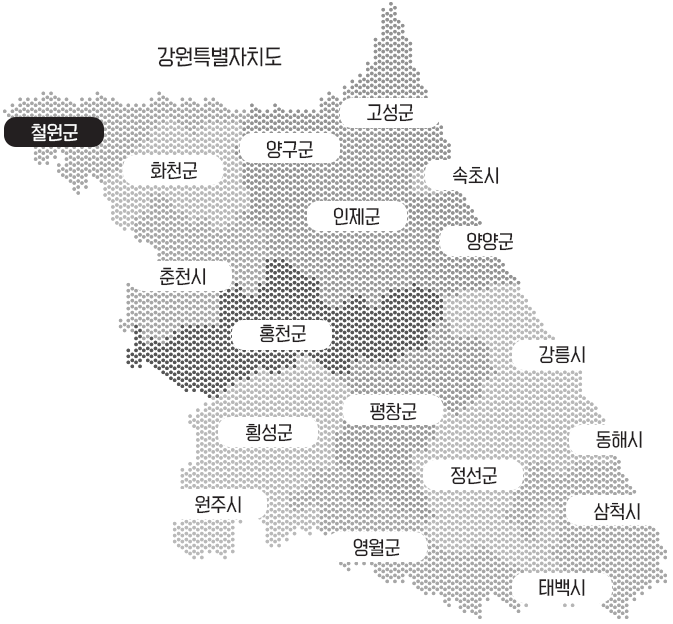 강원특별자치도
고성군
철원군
양구군
화천군
속초시
인제군
양양군
춘천시
홍천군
강릉시
평창군
횡성군
동해시
정선군
원주시
삼척시
영월군
태백시